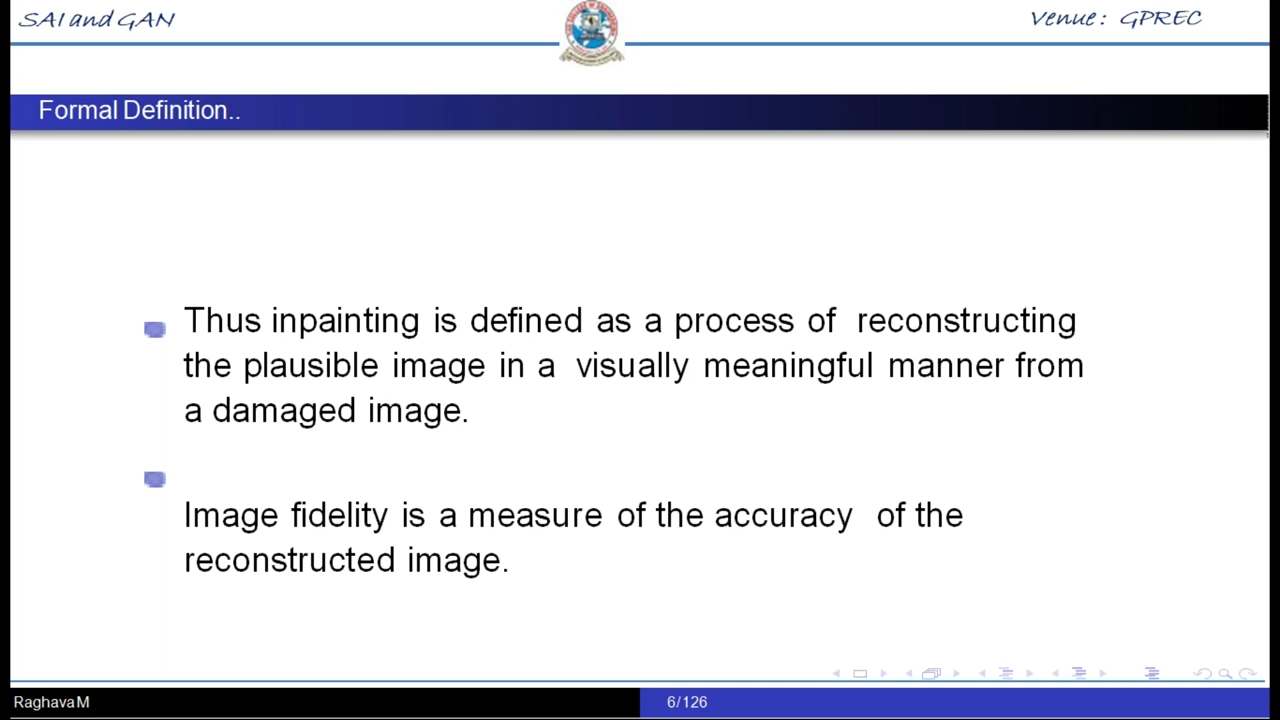 SAI and GAN
Venue: GPREC
Formal Definition..
Thus inpainting is defined as a process of reconstructing
the plausible image in a visually meaningful manner from
a damaged image.
Image fidelity is a measure of the accuracy of the
reconstructed image.
Raghava M
6/126